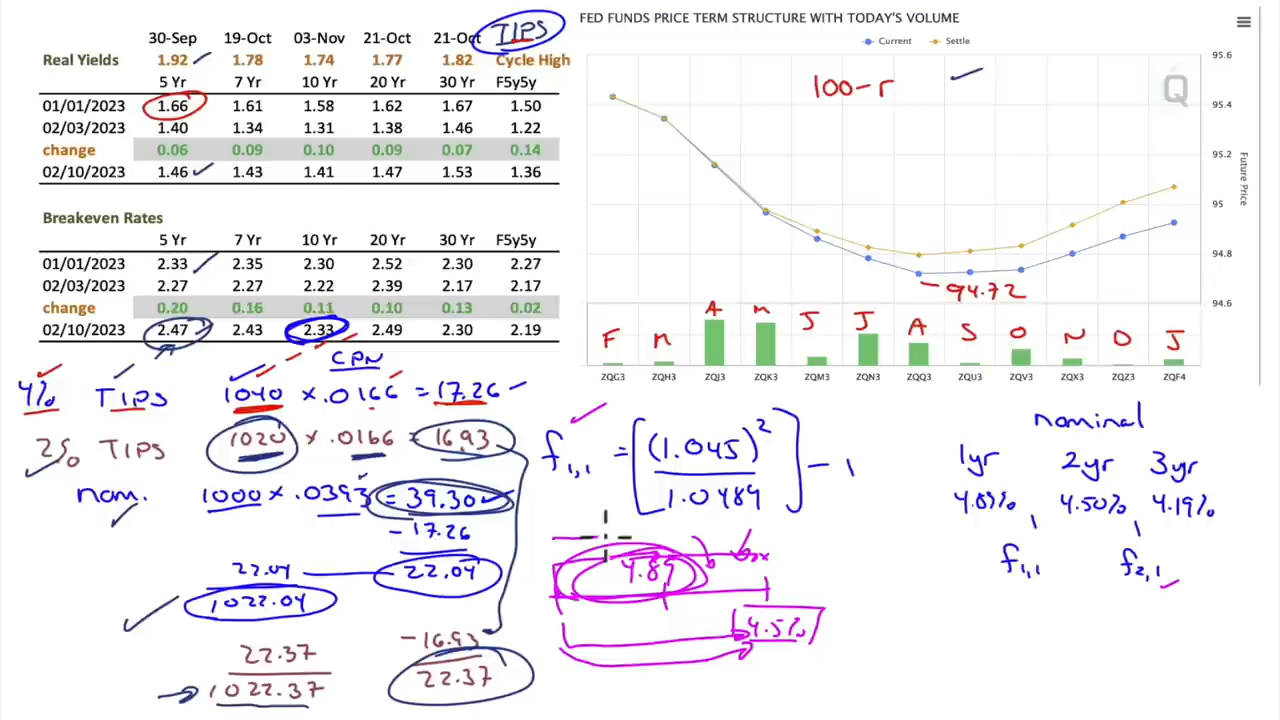 TIPS
30-Sep 19-Oct 03-Nov 21-Oct 21-Oct
Real Yields 1.92 1.78 1.74 1.77 1.82 Cycle High
5 Yr 7 Yr 10 Yr 20 Yr 30 Yr F5y5y
01/01/2023 1.66 1.61 1.58 1.62 1.67 1.50
02/03/2023 1.40 1.34 1.31 1.38 1.46 1.22
change 0.06 0.09 0.10 0.09 0.07 0.14
02/10/2023 1.46 1.43 1.41 1.47 1.53 1.36
Breakeven Rates
5 Yr 7 Yr 10 Yr 20 Yr 30 Yr F5y5y
01/01/2023 2.33 2.35 2.30 2.52 2.30 2.27
02/03/2023 2.27 2.27 2.22 2.39 2.17 2.17
change 0.20 0.16 0.11 0.10 0.13 0.02
02/10/2023 2.47 2.43 2.33 2.49 2.30 2.19
FED FUNDS PRICE TERM STRUCTURE WITH TODAY'S VOLUME
Current Settle
100-r
Q
95.6
95.4
95.2
95
94.8
94.6
Future Price
-94.72
F M A M J J A S O N D J
ZQG3 ZQH3 ZQJ3 ZQK3 ZQM3 ZQN3 ZQQ3 ZQU3 ZQV3 ZQX3 ZQZ3 ZQF4
CPN
4% TIPS 1040 x .0166 = 17.26
2% TIPS 1020 x .0166 = 16.93
nom. 1000 x .0393 = 39.30
-17.26
22.04 22.04
1022.04
-16.93
22.37 22.37
1022.37
f1,1 = [(1.045)^2 / 1.0489] - 1
4.89
4.5%
nominal
1yr 2yr 3yr
4.89% 4.50% 4.19%
f1,1 f2,1